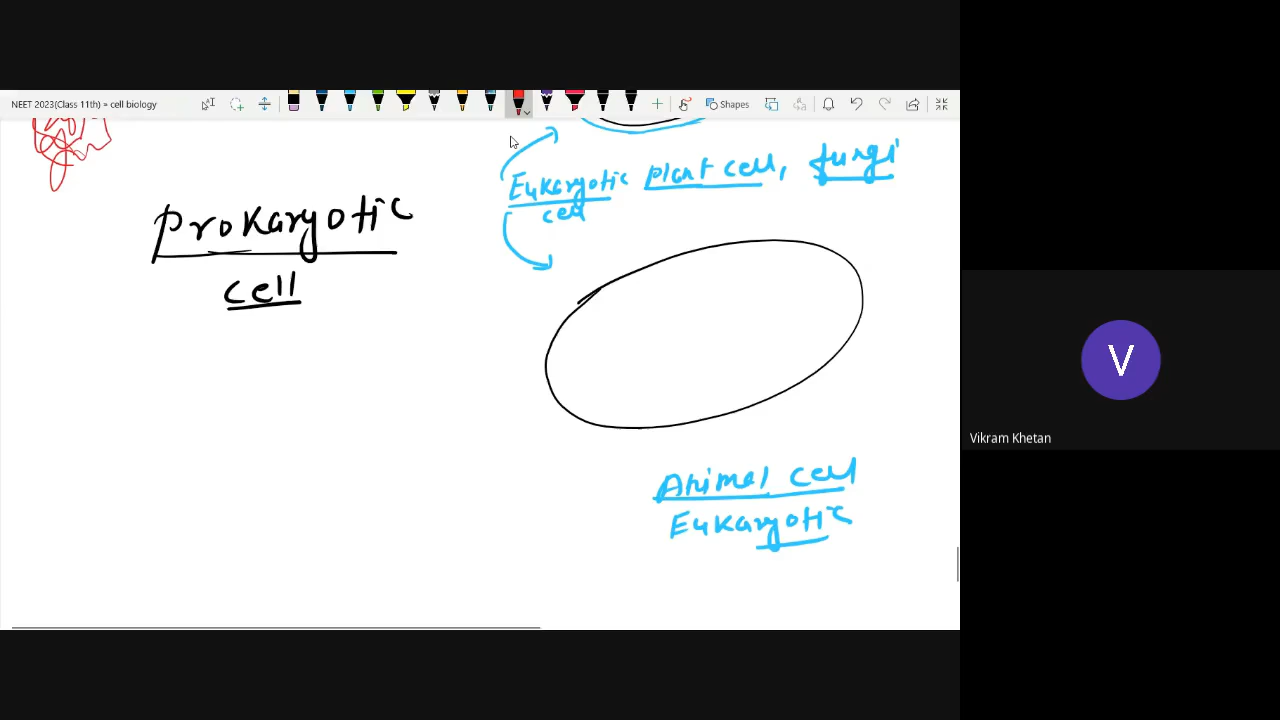 NEET 2023(Class 11th) » cell biology
Shapes
Eukaryotic plant cell, fungi
cell
Prokaryotic
cell
Animal cell
Eukaryotic
V
Vikram Khetan